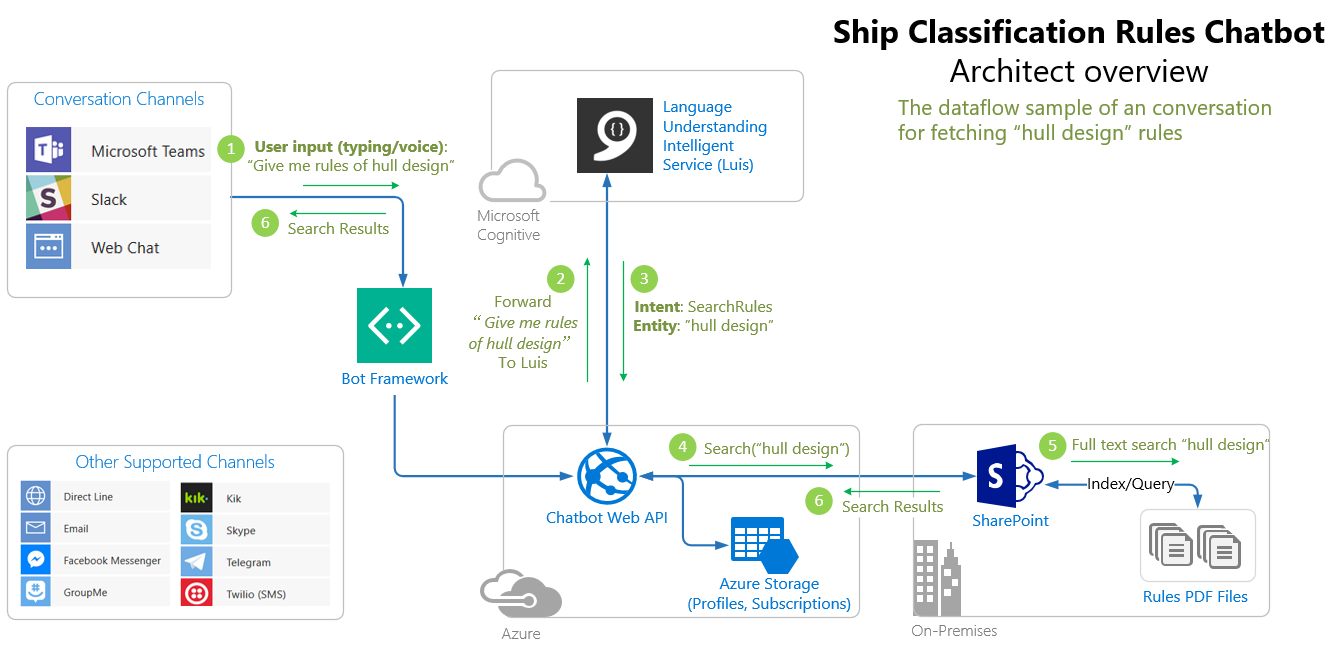 Ship Classification Rules Chatbot
Architect overview
The dataflow sample of an conversation
for fetching “hull design” rules
Conversation Channels
Microsoft Teams
Slack
Web Chat
1
User input (typing/voice):
“Give me rules of hull design”
6
Search Results
Bot Framework
Language
Understanding
Intelligent
Service (Luis)
Microsoft
Cognitive
2
Forward
“ Give me rules
of hull design”
To Luis
3
Intent: SearchRules
Entity: “hull design”
Other Supported Channels
Direct Line
Email
Facebook Messenger
GroupMe
kik·
Kik
Skype
Telegram
Twilio (SMS)
4
Search(“hull design”)
6
Search Results
Chatbot Web API
Azure Storage
(Profiles, Subscriptions)
Azure
5
Full text search “hull design”
S
SharePoint
Index/Query
Rules PDF Files
On-Premises